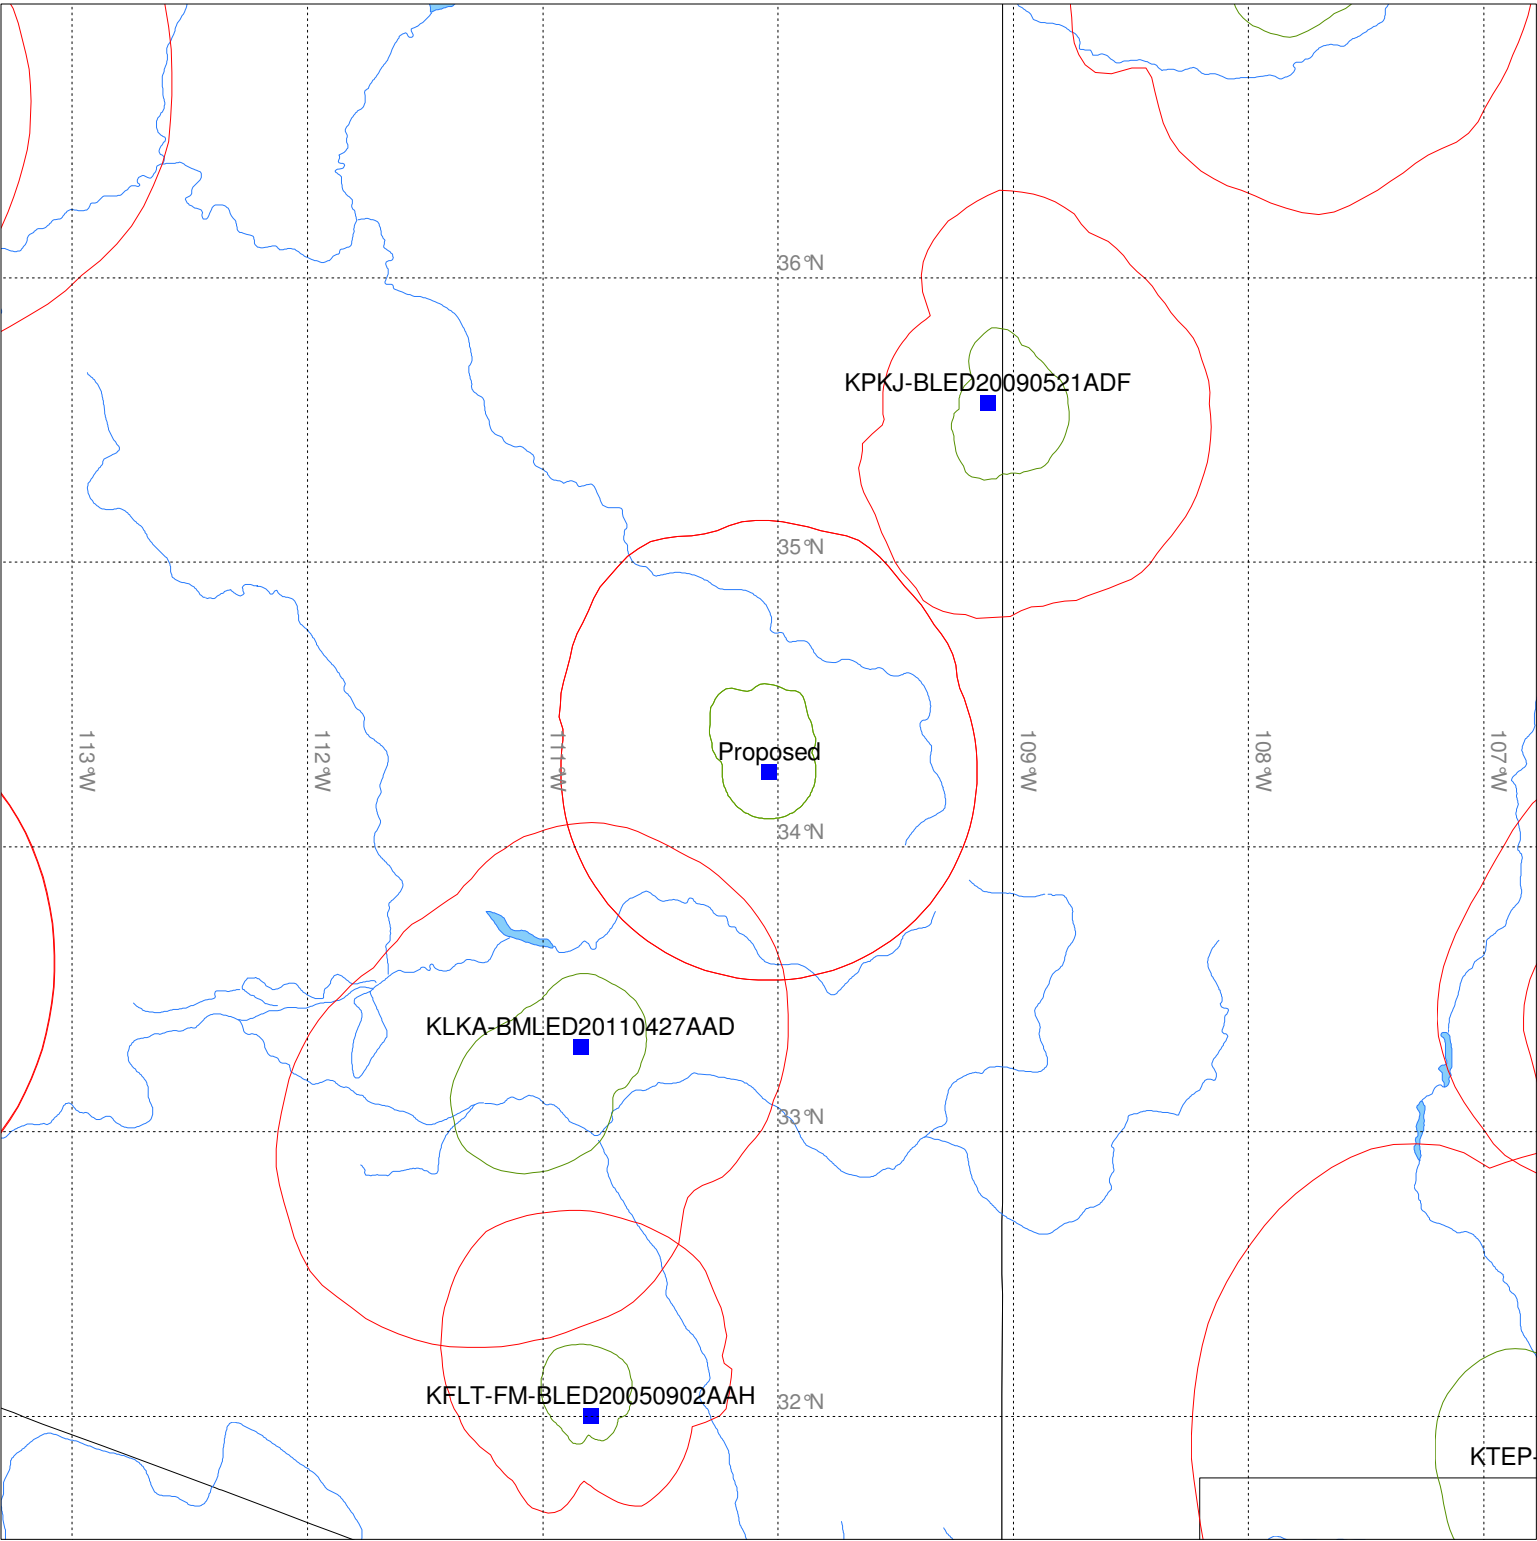 36°N
KPKJ-BLED20090521ADF
35°N
113°W
112°W
111°W
Proposed
109°W
108°W
107°W
34°N
KLKA-BMLED20110427AAD
33°N
KFLT-FM-BLED20050902AAH
32°N
KTEP-